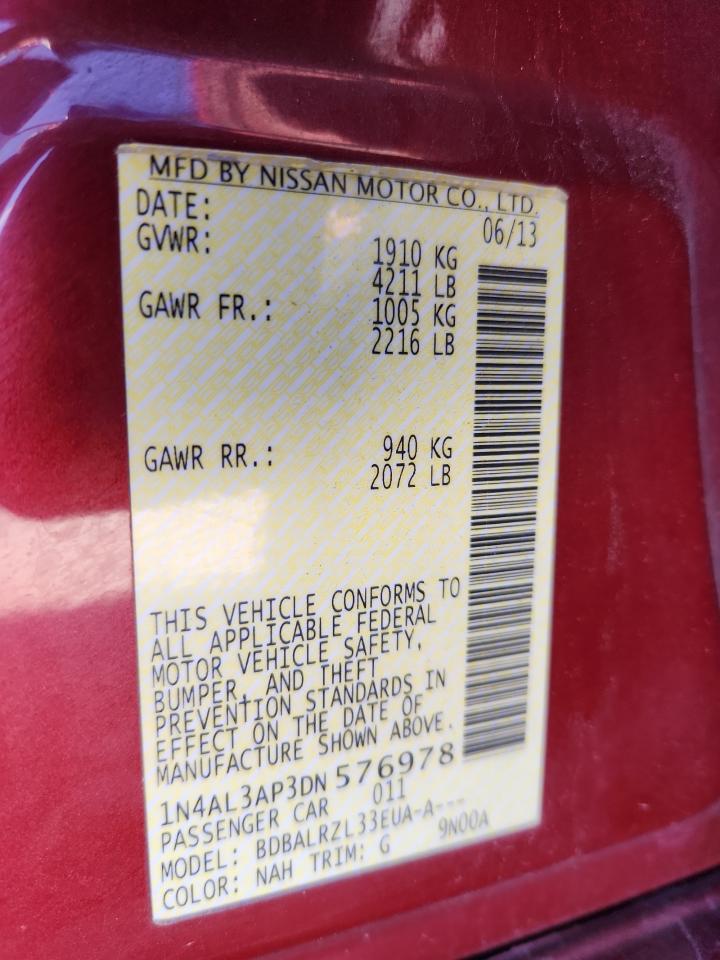 MFD BY NISSAN MOTOR CO., LTD.
DATE: 06/13
GVWR: 1910 KG
4211 LB
GAWR FR.: 1005 KG
2216 LB
GAWR RR.: 940 KG
2072 LB
THIS VEHICLE CONFORMS TO
ALL APPLICABLE FEDERAL
MOTOR VEHICLE SAFETY,
BUMPER, AND THEFT
PREVENTION STANDARDS IN
EFFECT ON THE DATE OF
MANUFACTURE SHOWN ABOVE.
1N4AL3AP3DN 576978
PASSENGER CAR 011
MODEL: BDBALRZL33EUA-A---
COLOR: NAH TRIM: G 9N00A